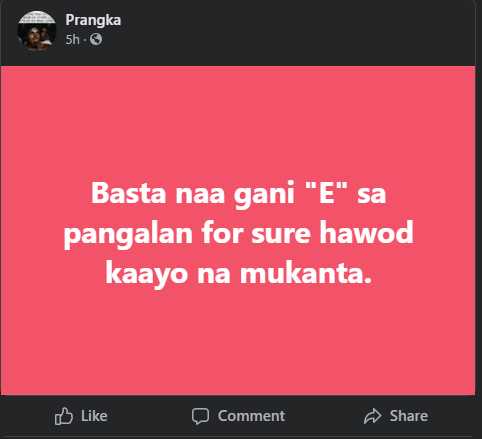 Prangka
5h ·
Basta naa gani "E" sa
pangalan for sure hawod
kaayo na mukanta.
Like
Comment
Share